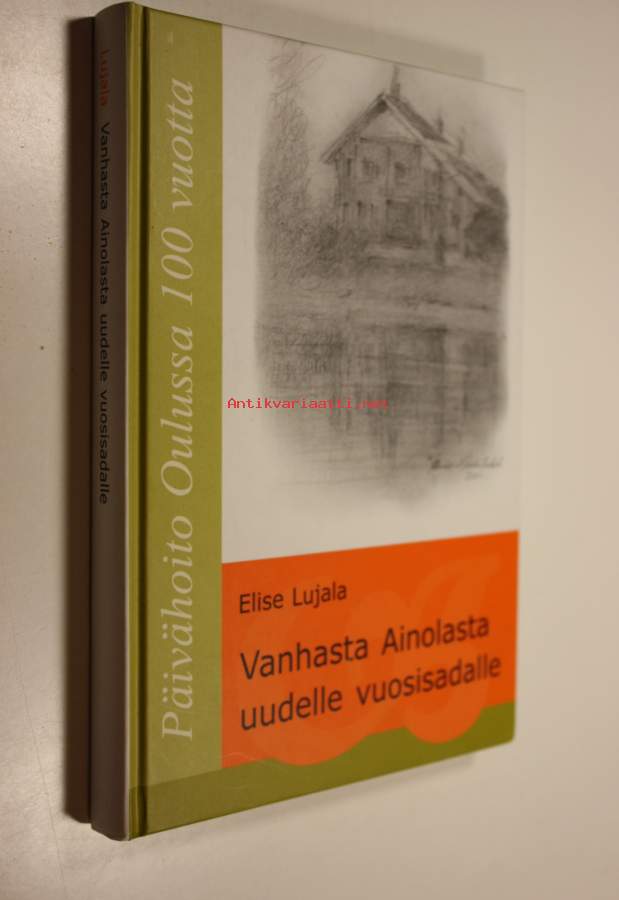 Lujala Vanhasta Ainolasta uudelle vuosisadalle
Päivähoito Oulussa 100 vuotta
Antikvariaatti.net
Elise Lujala
Vanhasta Ainolasta
uudelle vuosisadalle